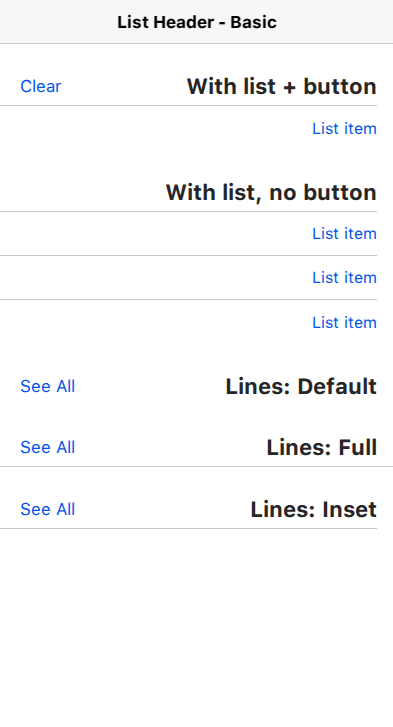 List Header - Basic
With list + button
Clear
List item
With list, no button
List item
List item
List item
Lines: Default
See All
Lines: Full
See All
Lines: Inset
See All